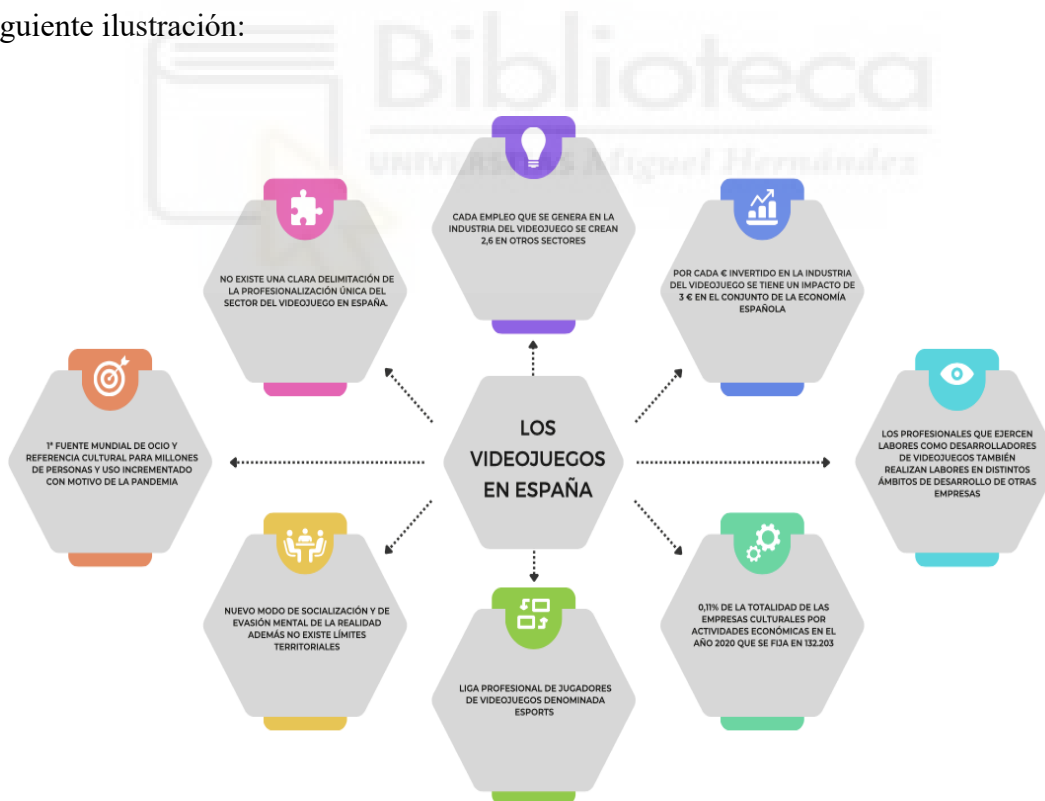 guiente ilustración:
Biblioteca
UNIVERSITAS Miguel Hernández
CADA EMPLEO QUE SE GENERA EN LA
INDUSTRIA DEL VIDEOJUEGO SE CREAN
2,6 EN OTROS SECTORES
NO EXISTE UNA CLARA DELIMITACIÓN DE
LA PROFESIONALIZACIÓN ÚNICA DEL
SECTOR DEL VIDEOJUEGO EN ESPAÑA.
POR CADA € INVERTIDO EN LA INDUSTRIA
DEL VIDEOJUEGO SE TIENE UN IMPACTO DE
3 € EN EL CONJUNTO DE LA ECONOMÍA
ESPAÑOLA
1ª FUENTE MUNDIAL DE OCIO Y
REFERENCIA CULTURAL PARA MILLONES
DE PERSONAS Y USO INCREMENTADO
CON MOTIVO DE LA PANDEMIA
LOS
VIDEOJUEGOS
EN ESPAÑA
LOS PROFESIONALES QUE EJERCEN
LABORES COMO DESARROLLADORES
DE VIDEOJUEGOS TAMBIÉN
REALIZAN LABORES EN DISTINTOS
ÁMBITOS DE DESARROLLO DE OTRAS
EMPRESAS
NUEVO MODO DE SOCIALIZACIÓN Y DE
EVASIÓN MENTAL DE LA REALIDAD
ADEMÁS NO EXISTE LÍMITES
TERRITORIALES
0,11% DE LA TOTALIDAD DE LAS
EMPRESAS CULTURALES POR
ACTIVIDADES ECONÓMICAS EN EL
AÑO 2020 QUE SE FIJA EN 132.203
LIGA PROFESIONAL DE JUGADORES
DE VIDEOJUEGOS DENOMINADA
ESPORTS